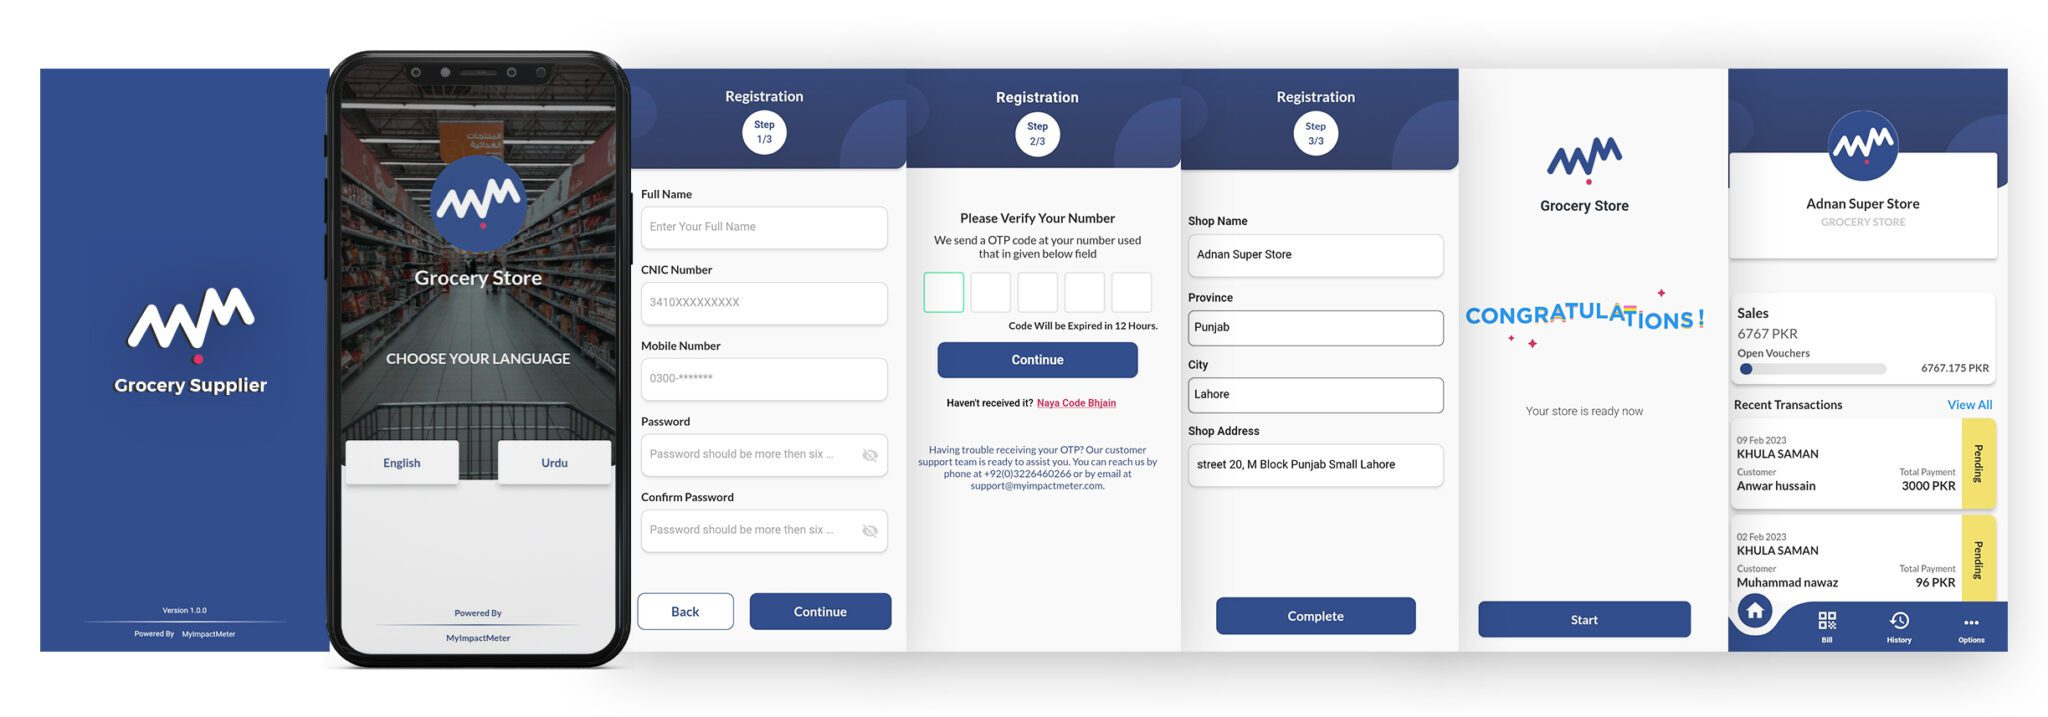 Grocery Supplier
Version 1.0.0
Powered By MyImpactMeter
المنتجات
الغذائية
Grocery Store
CHOOSE YOUR LANGUAGE
English
Urdu
Powered By
MyImpactMeter
Registration
Step
1/3
Full Name
Enter Your Full Name
CNIC Number
3410XXXXXXXXX
Mobile Number
0300-*******
Password
Password should be more then six ...
Confirm Password
Password should be more then six ...
Back
Continue
Registration
Step
2/3
Please Verify Your Number
We send a OTP code at your number used
that in given below field
Code Will be Expired in 12 Hours.
Continue
Haven't received it? Naya Code Bhjain
Having trouble receiving your OTP? Our customer
support team is ready to assist you. You can reach us by
phone at +92(0)3226460266 or by email at
support@myimpactmeter.com.
Registration
Step
3/3
Shop Name
Adnan Super Store
Province
Punjab
City
Lahore
Shop Address
street 20, M Block Punjab Small Lahore
Complete
Grocery Store
CONGRATULATIONS!
Your store is ready now
Start
Adnan Super Store
GROCERY STORE
Sales
6767 PKR
Open Vouchers
6767.175 PKR
Recent Transactions View All
09 Feb 2023
KHULA SAMAN
Customer Total Payment
Anwar hussain 3000 PKR
Pending
02 Feb 2023
KHULA SAMAN
Customer Total Payment
Muhammad nawaz 96 PKR
Pending
Bill
History
Options